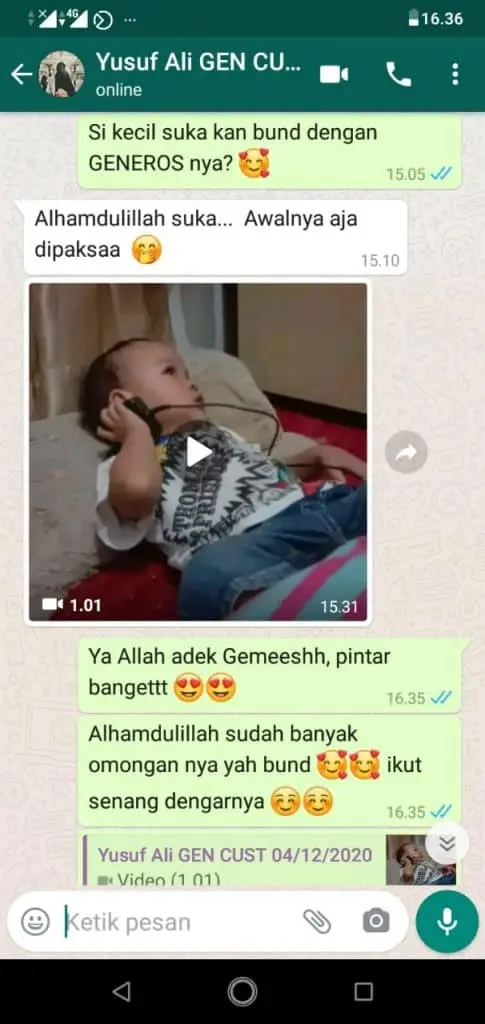 4G
16.36
Yusuf Ali GEN CU...
online
Si kecil suka kan bund dengan
GENEROS nya? 🥰
15.05
Alhamdulillah suka... Awalnya aja
dipaksaa 🤭
15.10
1.01
15.31
Ya Allah adek Gemeeshh, pintar
bangettt 😍😍
16.35
Alhamdulillah sudah banyak
omongan nya yah bund 🥰🥰 ikut
senang dengarnya ☺️☺️
16.35
Yusuf Ali GEN CUST 04/12/2020
Video (1.01)
Ketik pesan